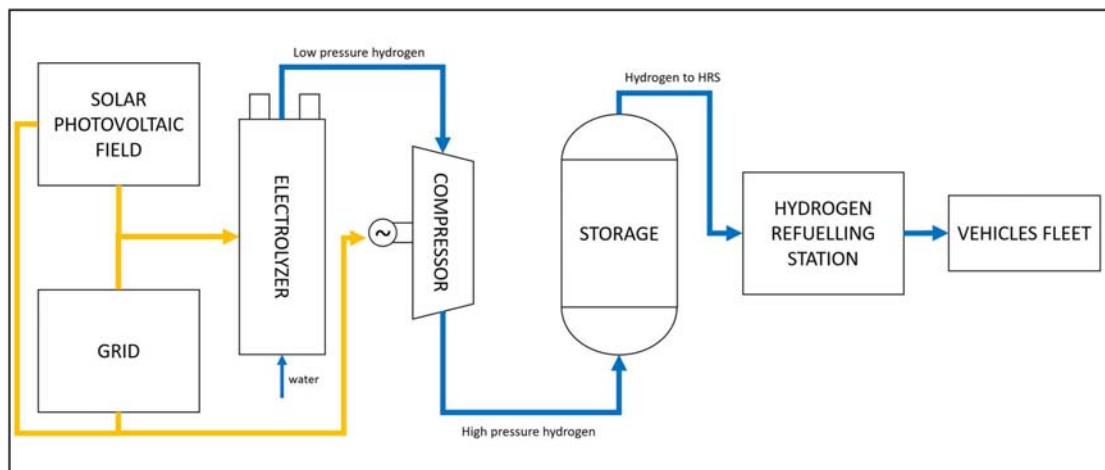 Low pressure hydrogen
Hydrogen to HRS
SOLAR
PHOTOVOLTAIC
FIELD
ELECTROLYZER
~
COMPRESSOR
STORAGE
HYDROGEN
REFUELLING
STATION
VEHICLES FLEET
GRID
water
High pressure hydrogen